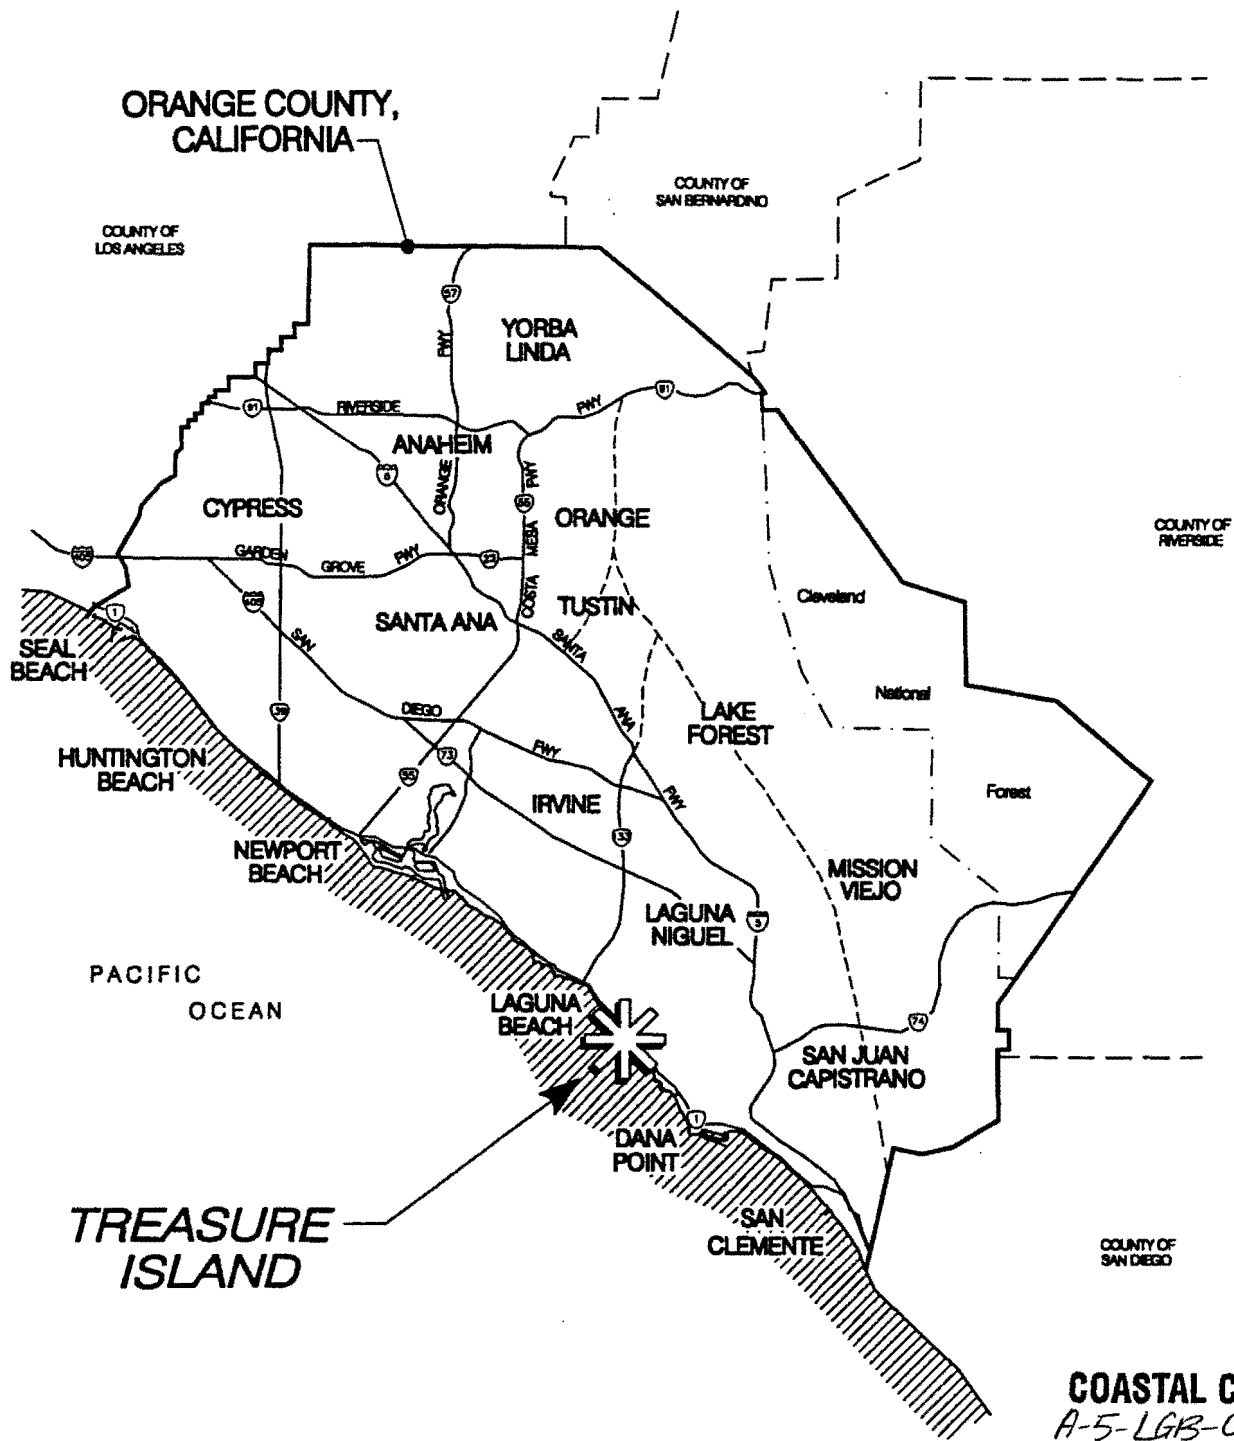 ORANGE COUNTY,
CALIFORNIA
COUNTY OF
SAN BERNARDINO
COUNTY OF
LOS ANGELES
57
FWY
YORBA
LINDA
91
RIVERSIDE
FWY
91
ANAHEIM
ORANGE
5
FWY
55
MESA
COSTA
CYPRESS
ORANGE
COUNTY OF
RIVERSIDE
GARDEN
GROVE
FWY
22
405
SAN
DIEGO
FWY
1
SANTA ANA
TUSTIN
SANTA
ANA
FWY
Cleveland
National
Forest
SEAL
BEACH
39
73
55
LAKE
FOREST
HUNTINGTON
BEACH
IRVINE
133
NEWPORT
BEACH
MISSION
VIEJO
LAGUNA
NIGUEL
5
PACIFIC
OCEAN
LAGUNA
BEACH
74
SAN JUAN
CAPISTRANO
1
DANA
POINT
TREASURE
ISLAND
SAN
CLEMENTE
COUNTY OF
SAN DIEGO
COASTAL C
A-5-LGB-